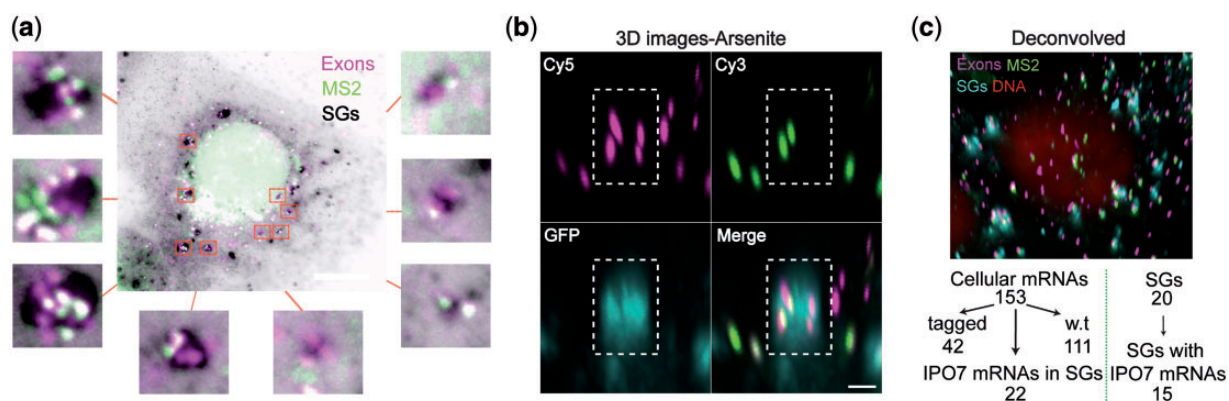 (a)
Exons
MS2
SGs
(b)
3D images-Arsenite
Cy5
Cy3
GFP
Merge
(c)
Deconvolved
Exons MS2
SGs DNA
Cellular mRNAs
153
tagged
42
w.t
111
IPO7 mRNAs in SGs
22
SGs
20
SGs with
IPO7 mRNAs
15